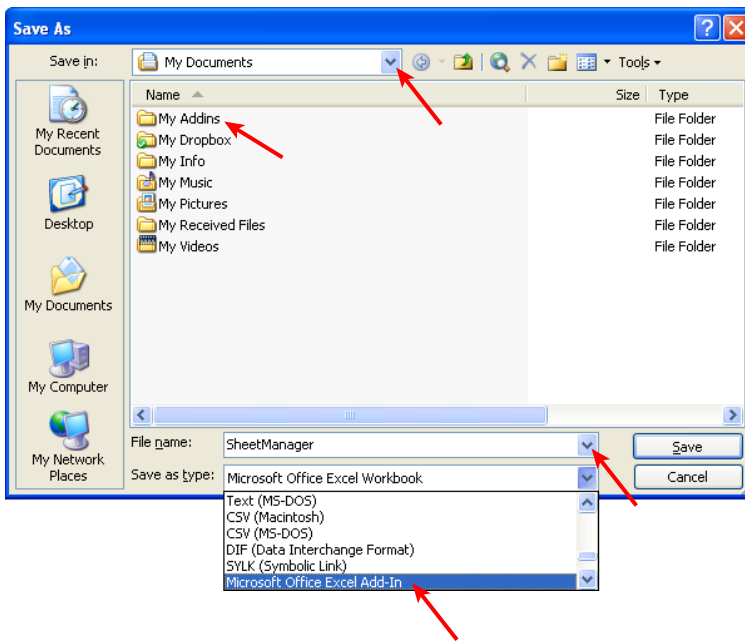 Save As
?
Save in:
My Documents
Tools
Name
Size
Type
My Recent
Documents
Desktop
My Documents
My Computer
My Network
Places
My Addins
File Folder
My Dropbox
File Folder
My Info
File Folder
My Music
File Folder
My Pictures
File Folder
My Received Files
File Folder
My Videos
File Folder
File name:
SheetManager
Save
Save as type:
Microsoft Office Excel Workbook
Cancel
Text (MS-DOS)
CSV (Macintosh)
CSV (MS-DOS)
DIF (Data Interchange Format)
SYLK (Symbolic Link)
Microsoft Office Excel Add-In